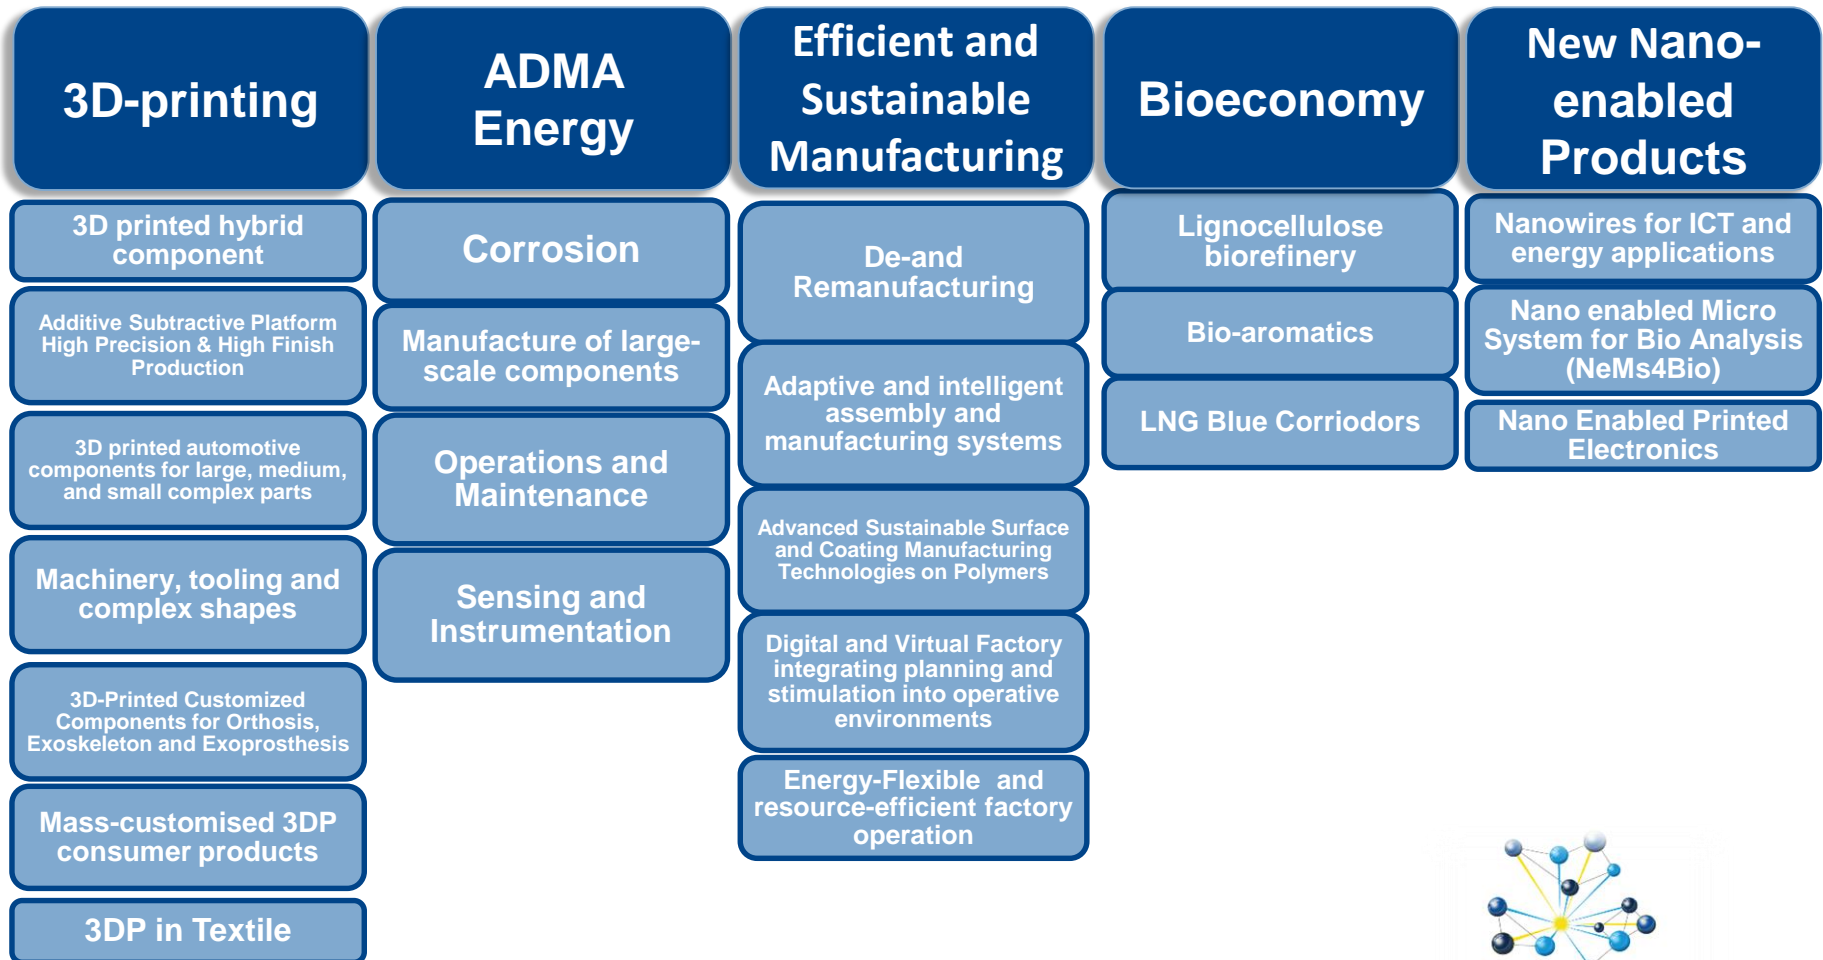 3D-printing
3D printed hybrid
component
Additive Subtractive Platform
High Precision & High Finish
Production
3D printed automotive
components for large, medium,
and small complex parts
Machinery, tooling and
complex shapes
3D-Printed Customized
Components for Orthosis,
Exoskeleton and Exoprosthesis
Mass-customised 3DP
consumer products
3DP in Textile
ADMA
Energy
Corrosion
Manufacture of large-
scale components
Operations and
Maintenance
Sensing and
Instrumentation
Efficient and
Sustainable
Manufacturing
De-and
Remanufacturing
Adaptive and intelligent
assembly and
manufacturing systems
Advanced Sustainable Surface
and Coating Manufacturing
Technologies on Polymers
Digital and Virtual Factory
integrating planning and
stimulation into operative
environments
Energy-Flexible and
resource-efficient factory
operation
Bioeconomy
Lignocellulose
biorefinery
Bio-aromatics
LNG Blue Corriodors
New Nano-
enabled
Products
Nanowires for ICT and
energy applications
Nano enabled Micro
System for Bio Analysis
(NeMs4Bio)
Nano Enabled Printed
Electronics